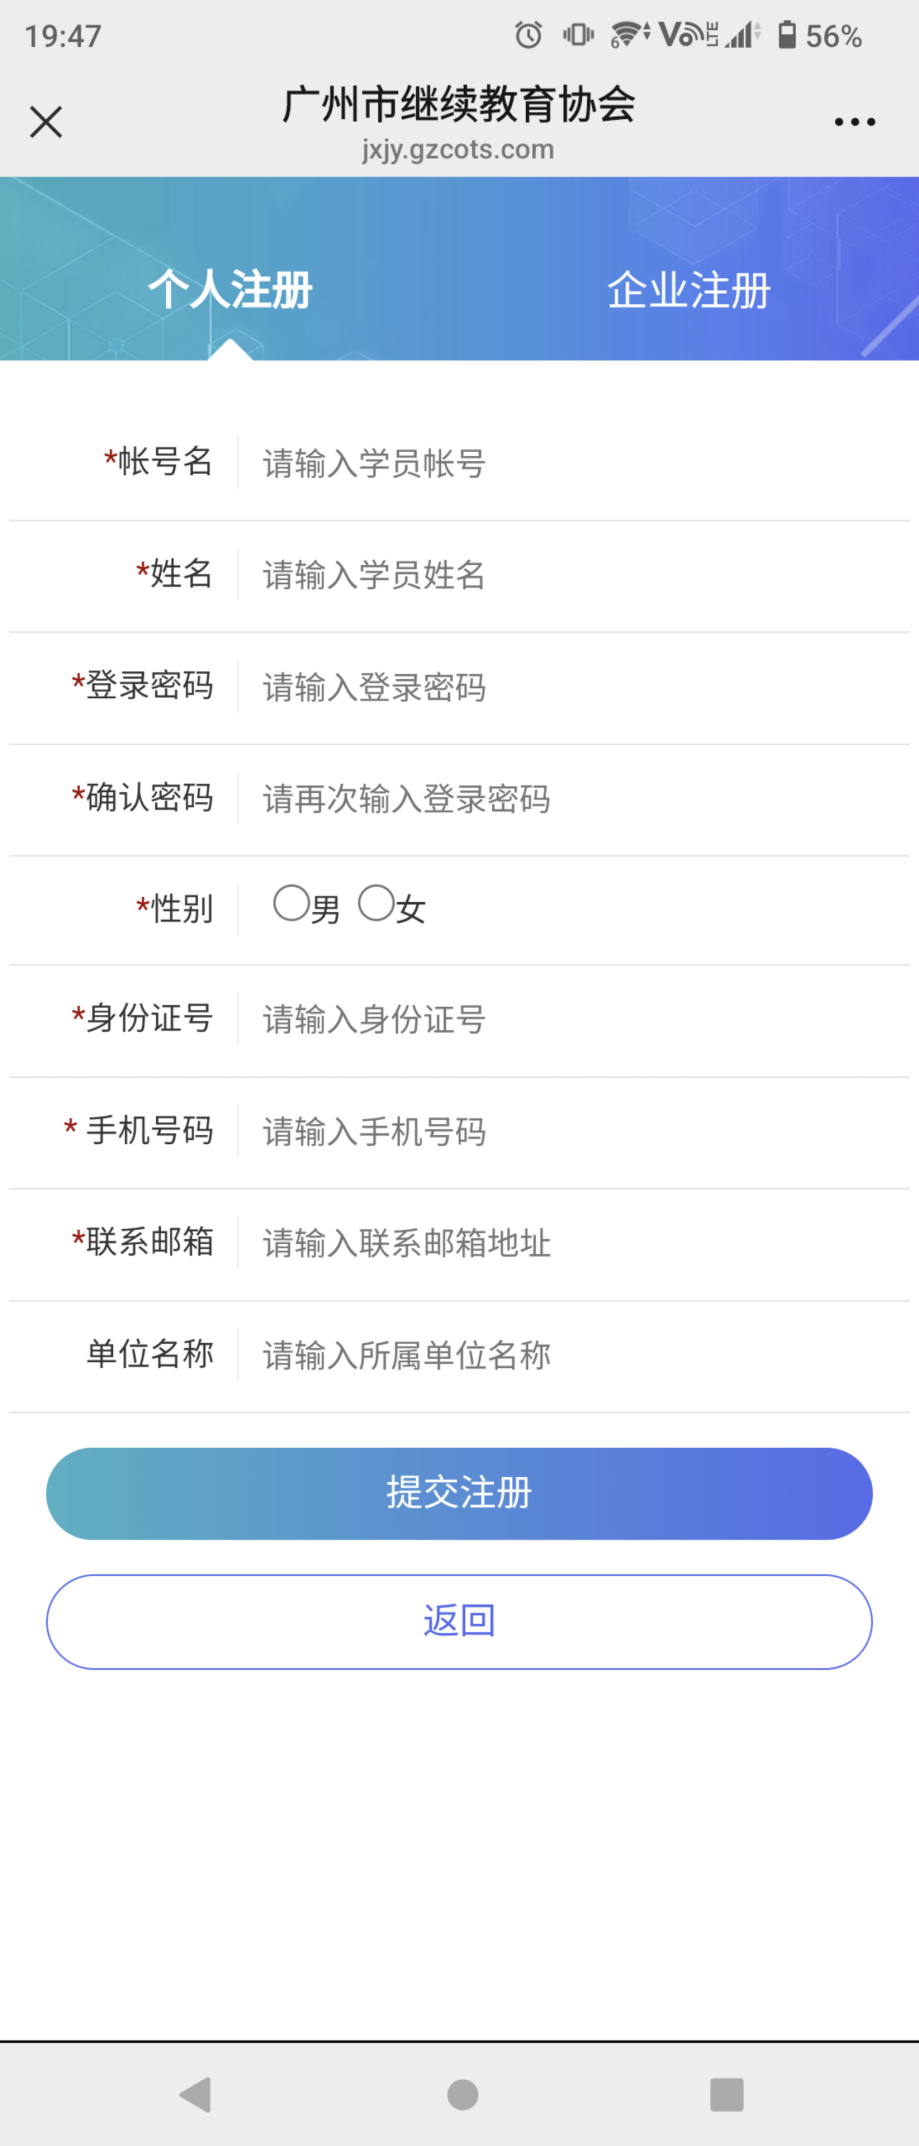 19:47
6 Vo LTE 56%
广州市继续教育协会
jxjy.gzcots.com
个人注册 企业注册
*帐号名 请输入学员帐号
*姓名 请输入学员姓名
*登录密码 请输入登录密码
*确认密码 请再次输入登录密码
*性别 男 女
*身份证号 请输入身份证号
* 手机号码 请输入手机号码
*联系邮箱 请输入联系邮箱地址
单位名称 请输入所属单位名称
提交注册
返回